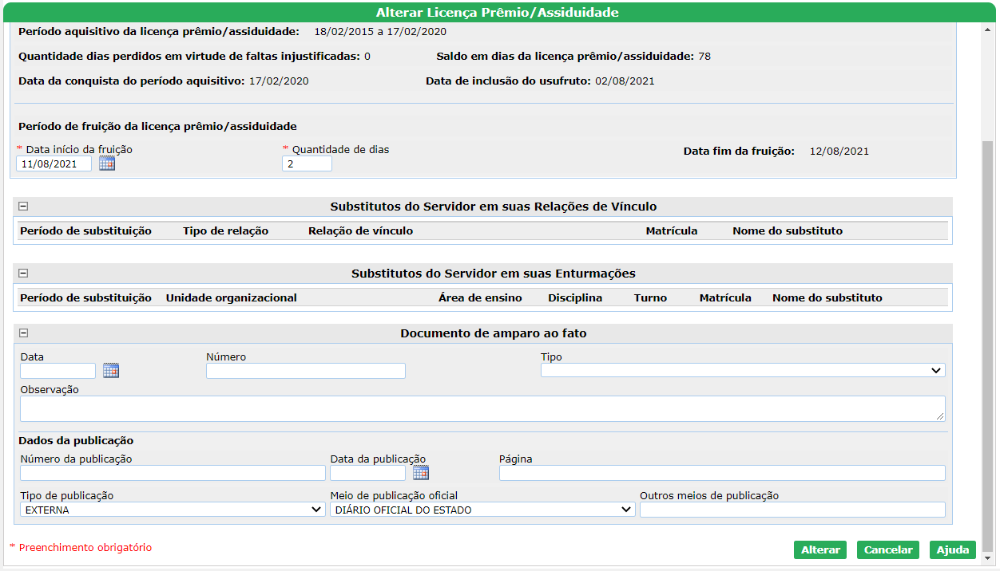 Alterar Licença Prêmio/Assiduidade
Período aquisitivo da licença prêmio/assiduidade: 18/02/2015 a 17/02/2020
Quantidade dias perdidos em virtude de faltas injustificadas: 0 Saldo em dias da licença prêmio/assiduidade: 78
Data da conquista do período aquisitivo: 17/02/2020 Data de inclusão do usufruto: 02/08/2021
Período de fruição da licença prêmio/assiduidade
* Data início da fruição * Quantidade de dias Data fim da fruição: 12/08/2021
11/08/2021 2
Substitutos do Servidor em suas Relações de Vínculo
Período de substituição Tipo de relação Relação de vínculo Matrícula Nome do substituto
Substitutos do Servidor em suas Enturmações
Período de substituição Unidade organizacional Área de ensino Disciplina Turno Matrícula Nome do substituto
Documento de amparo ao fato
Data Número Tipo
Observação
Dados da publicação
Número da publicação Data da publicação Página
Tipo de publicação Meio de publicação oficial Outros meios de publicação
EXTERNA DIÁRIO OFICIAL DO ESTADO
* Preenchimento obrigatório Alterar Cancelar Ajuda